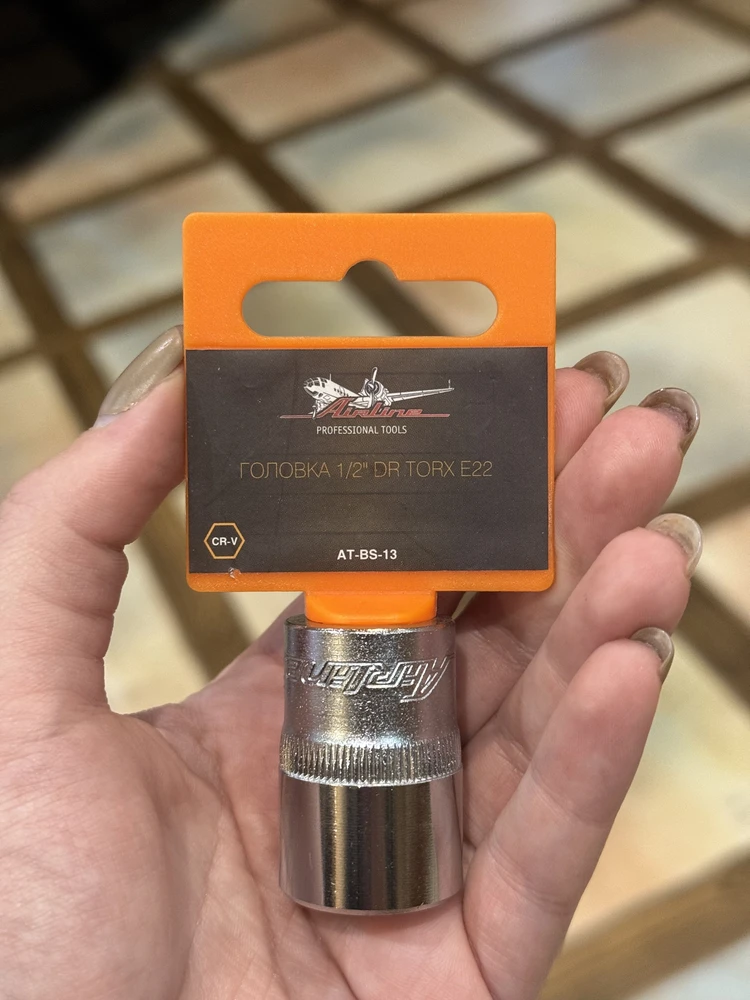 Airline
PROFESSIONAL TOOLS
ГОЛОВКА 1/2" DR TORX E22
CR-V
AT-BS-13
Airline